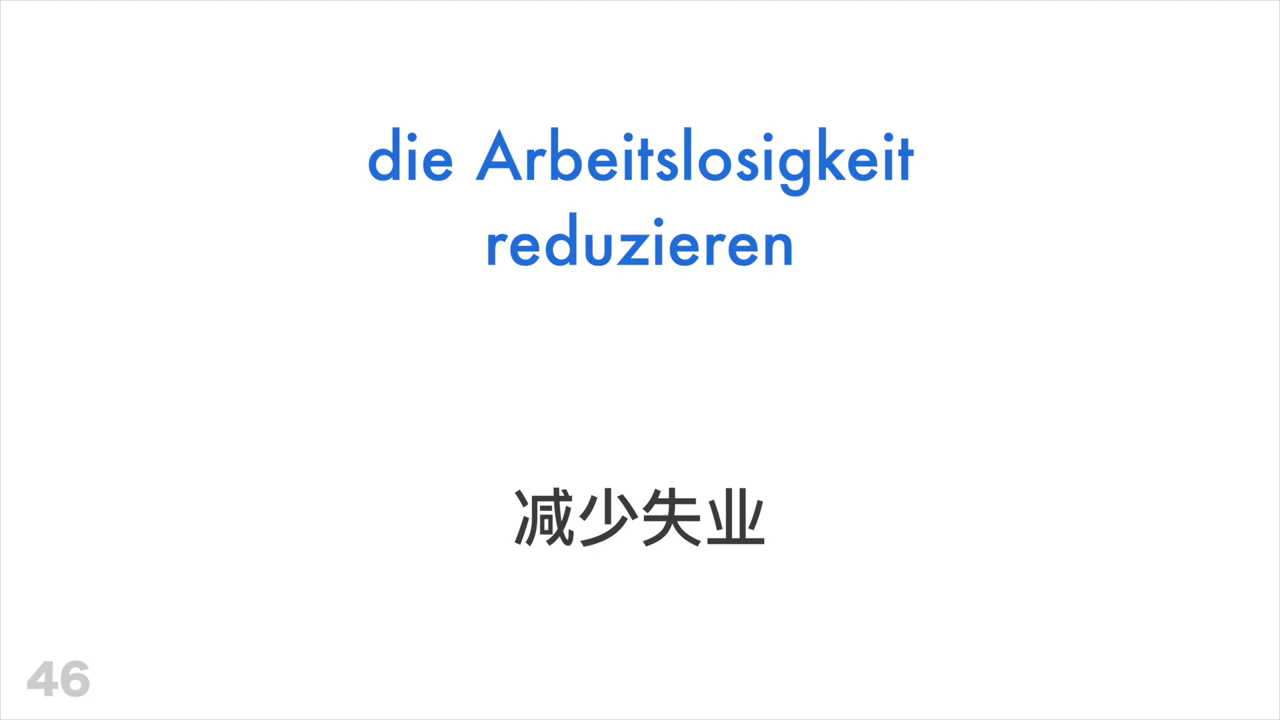 die Arbeitslosigkeit
reduzieren
减少失业
46